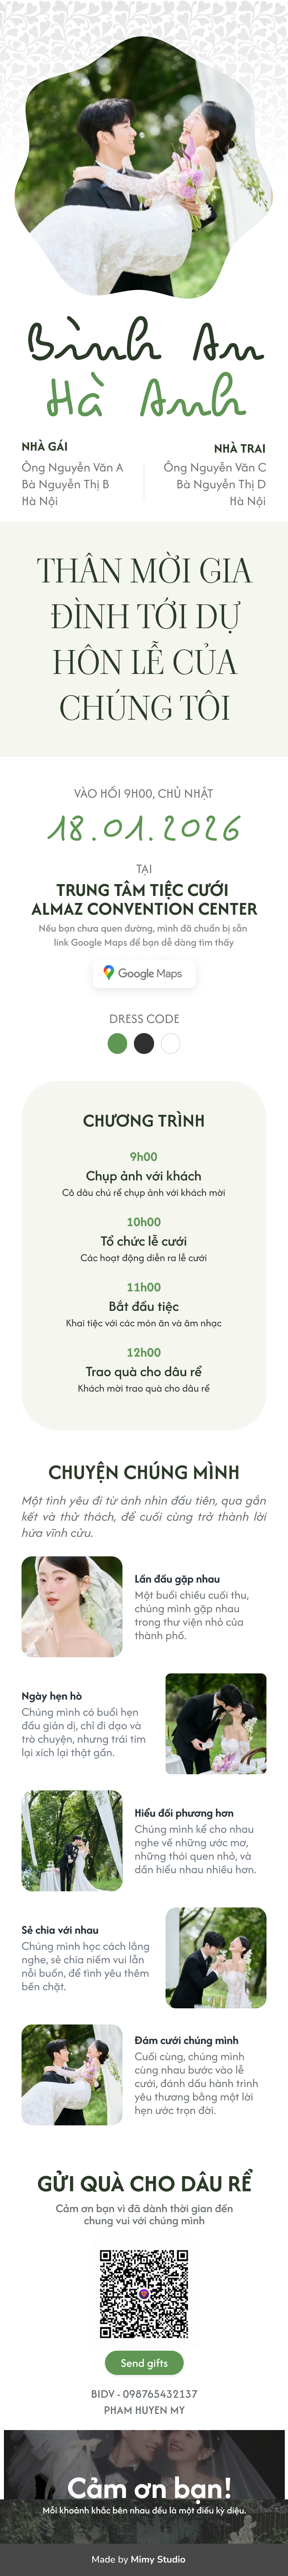 Bình An
Hà Anh
NHÀ GÁI
Ông Nguyễn Văn A
Bà Nguyễn Thị B
Hà Nội
NHÀ TRAI
Ông Nguyễn Văn C
Bà Nguyễn Thị D
Hà Nội
THÂN MỜI GIA
ĐÌNH TỚI DỰ
HÔN LỄ CỦA
CHÚNG TÔI
VÀO HỒI 9H00, CHỦ NHẬT
18.01.2026
TẠI
TRUNG TÂM TIỆC CƯỚI
ALMAZ CONVENTION CENTER
Nếu bạn chưa quen đường, mình đã chuẩn bị sẵn
link Google Maps để bạn dễ dàng tìm thấy
Google Maps
DRESS CODE
CHƯƠNG TRÌNH
9h00
Chụp ảnh với khách
Cô dâu chú rể chụp ảnh với khách mời
10h00
Tổ chức lễ cưới
Các hoạt động diễn ra lễ cưới
11h00
Bắt đầu tiệc
Khai tiệc với các món ăn và âm nhạc
12h00
Trao quà cho dâu rể
Khách mời trao quà cho dâu rể
CHUYỆN CHÚNG MÌNH
Một tình yêu đi từ ánh nhìn đầu tiên, qua gắn
kết và thử thách, để cuối cùng trở thành lời
hứa vĩnh cửu.
Lần đầu gặp nhau
Một buổi chiều cuối thu,
chúng mình gặp nhau
trong thư viện nhỏ của
thành phố.
Ngày hẹn hò
Chúng mình có buổi hẹn
đầu giản dị, chỉ đi dạo và
trò chuyện, nhưng trái tim
lại xích lại thật gần.
Hiểu đối phương hơn
Chúng mình kể cho nhau
nghe về những ước mơ,
những thói quen nhỏ, và
dần hiểu nhau nhiều hơn.
Sẻ chia với nhau
Chúng mình học cách lắng
nghe, sẻ chia niềm vui lẫn
nỗi buồn, để tình yêu thêm
bền chặt.
Đám cưới chúng mình
Cuối cùng, chúng mình
cùng nhau bước vào lễ
cưới, đánh dấu hành trình
yêu thương bằng một lời
hẹn ước trọn đời.
GỬI QUÀ CHO DÂU RỂ
Cảm ơn bạn vì đã dành thời gian đến
chung vui với chúng mình
Send gifts
BIDV - 098765432137
PHAM HUYEN MY
Cảm ơn bạn!
Mỗi khoảnh khắc bên nhau đều là một điều kỳ diệu.
Made by Mimy Studio